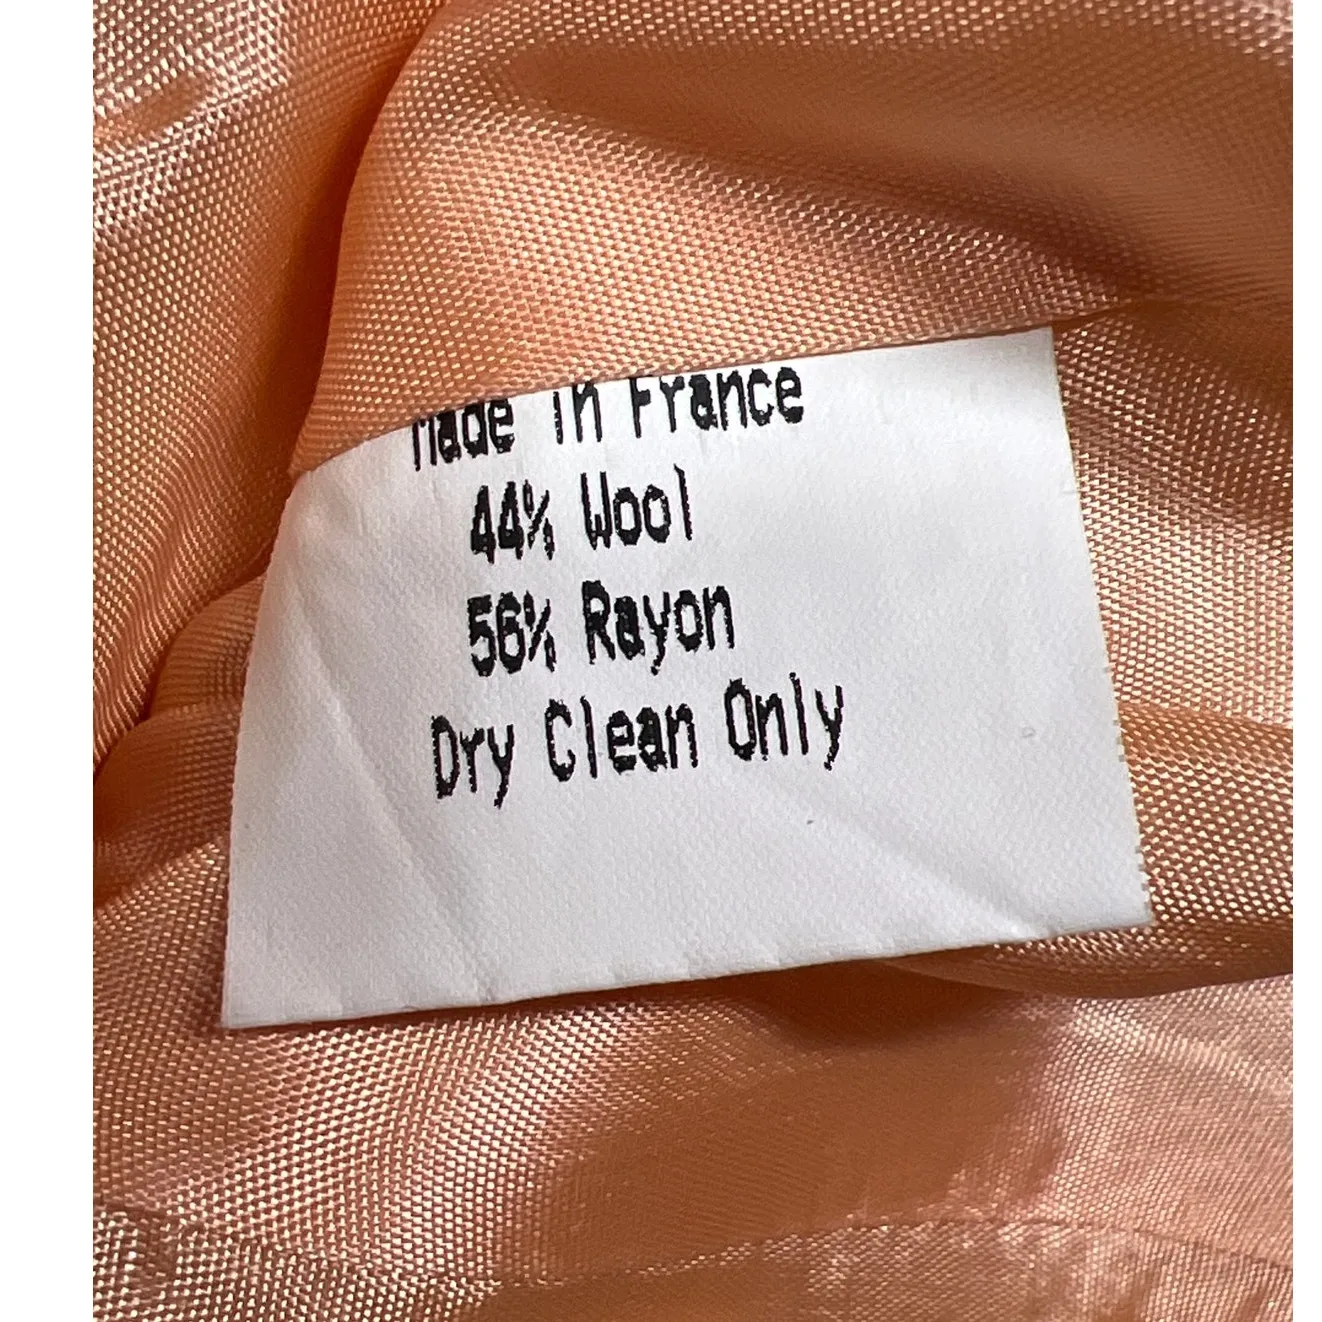 Made in France
44% Wool
56% Rayon
Dry Clean Only